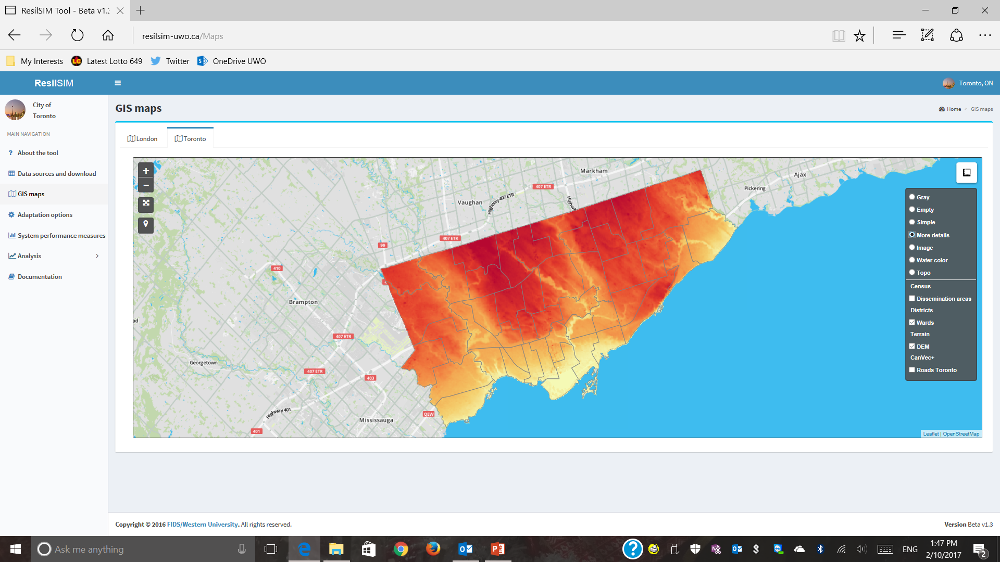 ResilSIM Tool - Beta v1.
resilsim-uwo.ca/Maps
My Interests
Latest Lotto 649
Twitter
OneDrive UWO
ResilSIM
Toronto, ON
City of
Toronto
MAIN NAVIGATION
About the tool
Data sources and download
GIS maps
Adaptation options
System performance measures
Analysis
Documentation
GIS maps
Home > GIS maps
London
Toronto
+
−
Markham
Ajax
Pickering
407 ETR
Highway 407 ETR
Vaughan
407 ETR
99
410
Brampton
407 ETR
Georgetown
407 ETR
403
Highway 401
Mississauga
QEW
401
Gray
Empty
Simple
More details
Image
Water color
Topo
Census
Dissemination areas
Districts
Wards
Terrain
DEM
CanVec+
Roads Toronto
Leaflet | OpenStreetMap
Copyright © 2016 FIDS/Western University. All rights reserved.
Version Beta v1.3
Ask me anything
ENG
1:47 PM
2/10/2017
2